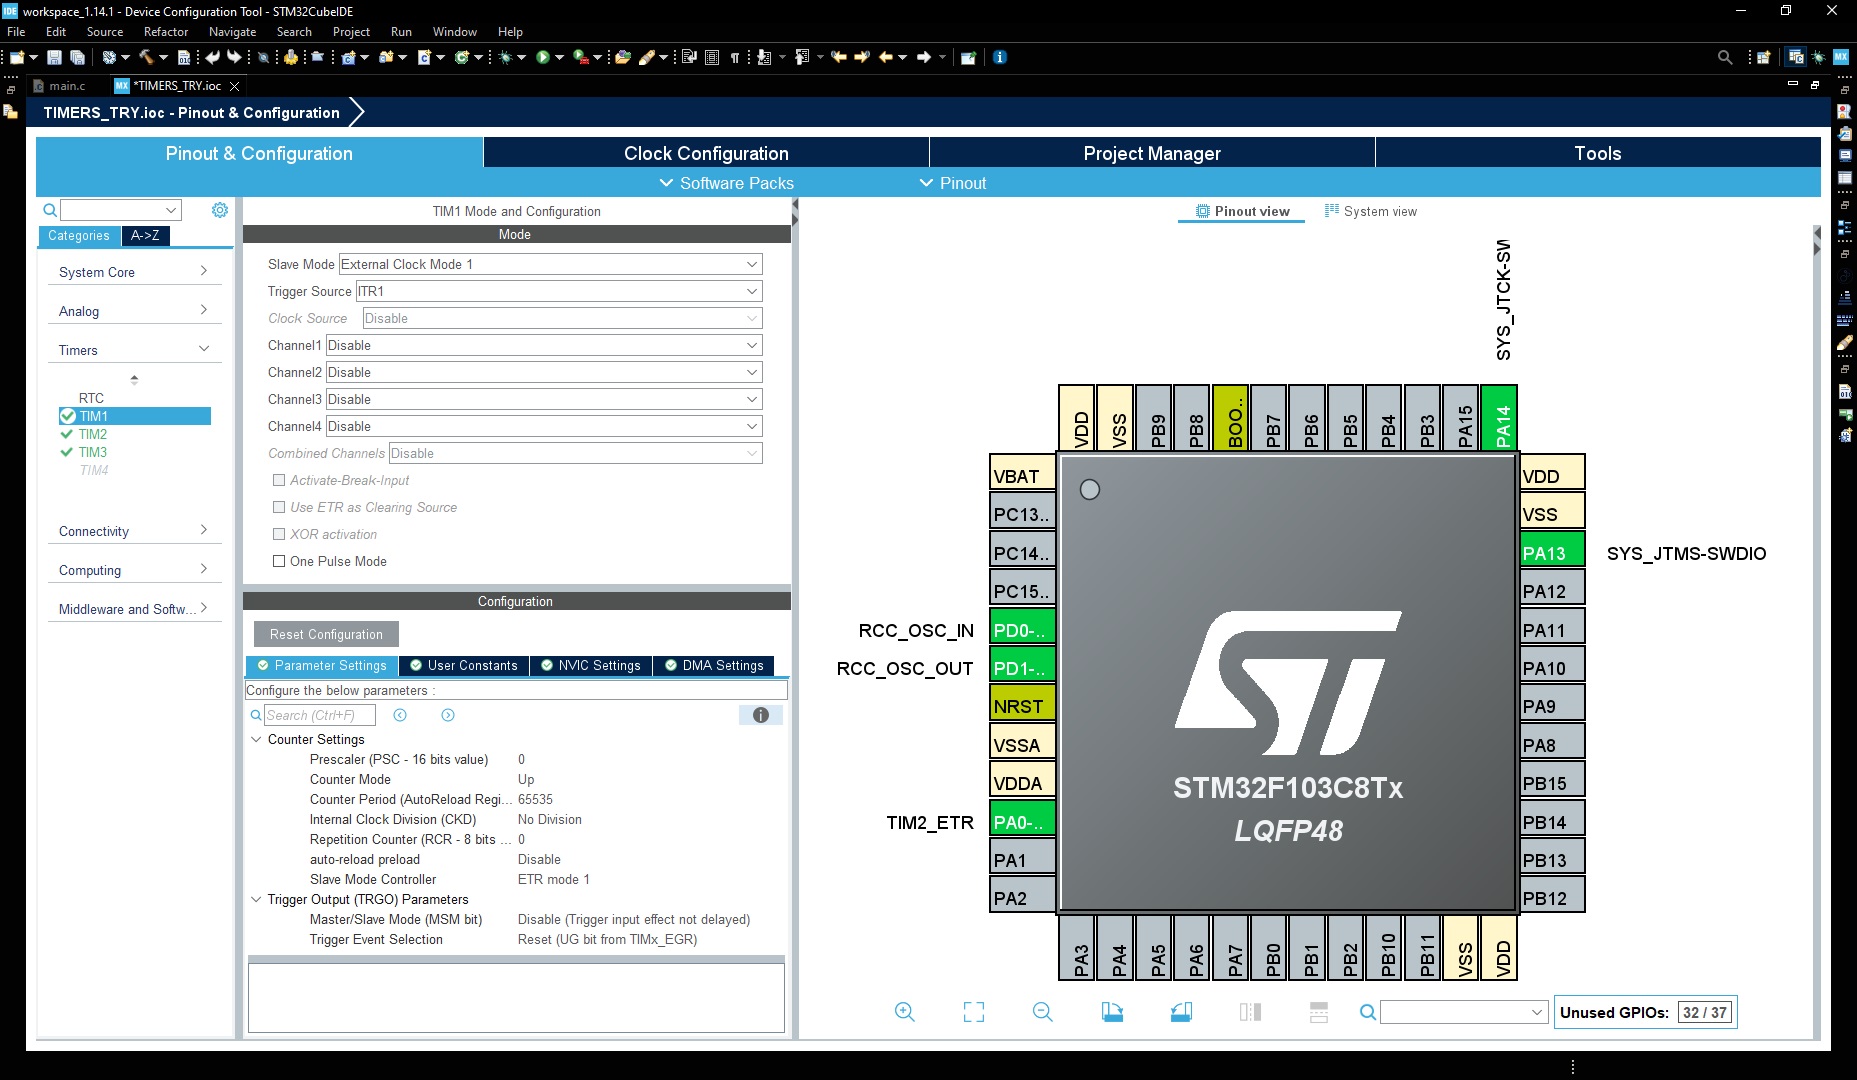 IDE workspace_1.14.1 - Device Configuration Tool - STM32CubeIDE
File Edit Source Refactor Navigate Search Project Run Window Help
main.c
MX *TIMERS_TRY.ioc
TIMERS_TRY.ioc - Pinout & Configuration
Pinout & Configuration
Clock Configuration
Project Manager
Tools
Software Packs
Pinout
Categories
A->Z
System Core
Analog
Timers
RTC
TIM1
TIM2
TIM3
TIM4
Connectivity
Computing
Middleware and Softw...
TIM1 Mode and Configuration
Mode
Slave Mode External Clock Mode 1
Trigger Source ITR1
Clock Source Disable
Channel1 Disable
Channel2 Disable
Channel3 Disable
Channel4 Disable
Combined Channels Disable
Activate-Break-Input
Use ETR as Clearing Source
XOR activation
One Pulse Mode
Configuration
Reset Configuration
Parameter Settings
User Constants
NVIC Settings
DMA Settings
Configure the below parameters :
Search (Ctrl+F)
Counter Settings
Prescaler (PSC - 16 bits value) 0
Counter Mode Up
Counter Period (AutoReload Regi... 65535
Internal Clock Division (CKD) No Division
Repetition Counter (RCR - 8 bits ... 0
auto-reload preload Disable
Slave Mode Controller ETR mode 1
Trigger Output (TRGO) Parameters
Master/Slave Mode (MSM bit) Disable (Trigger input effect not delayed)
Trigger Event Selection Reset (UG bit from TIMx_EGR)
Pinout view
System view
SYS_JTCK-SW
VDD
VSS
PB9
PB8
BOO..
PB7
PB6
PB5
PB4
PB3
PA15
PA14
VBAT
PC13..
PC14..
PC15..
RCC_OSC_IN PD0-..
RCC_OSC_OUT PD1-..
NRST
VSSA
VDDA
TIM2_ETR PA0-..
PA1
PA2
STM32F103C8Tx
LQFP48
VDD
VSS
PA13 SYS_JTMS-SWDIO
PA12
PA11
PA10
PA9
PA8
PB15
PB14
PB13
PB12
PA3
PA4
PA5
PA6
PA7
PB0
PB1
PB2
PB10
PB11
VSS
VDD
Unused GPIOs: 32 / 37
MX